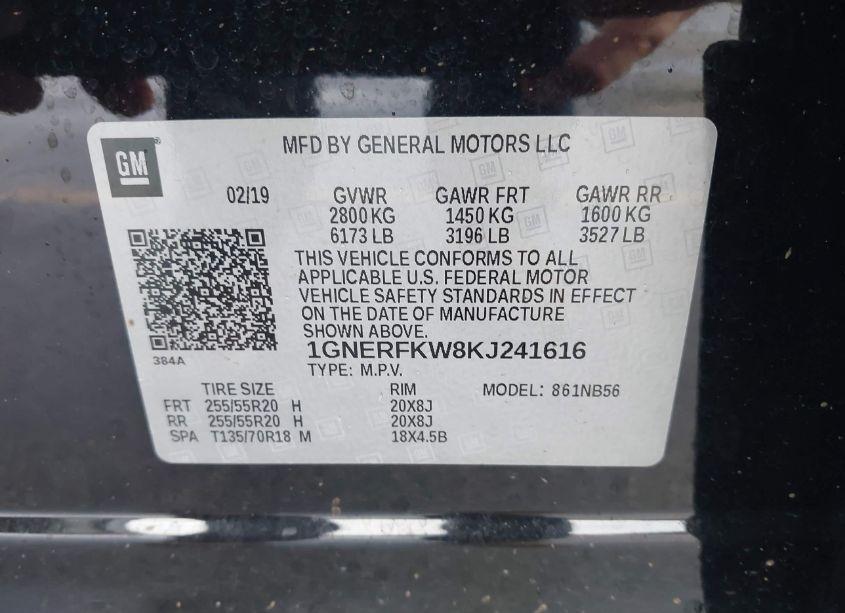 GM
MFD BY GENERAL MOTORS LLC
02/19 GVWR GAWR FRT GAWR RR
2800 KG 1450 KG 1600 KG
6173 LB 3196 LB 3527 LB
THIS VEHICLE CONFORMS TO ALL
APPLICABLE U.S. FEDERAL MOTOR
VEHICLE SAFETY STANDARDS IN EFFECT
ON THE DATE OF MANUFACTURE
SHOWN ABOVE.
384A
1GNERFKW8KJ241616
TYPE: M.P.V.
TIRE SIZE RIM MODEL: 861NB56
FRT 255/55R20 H 20X8J
RR 255/55R20 H 20X8J
SPA T135/70R18 M 18X4.5B